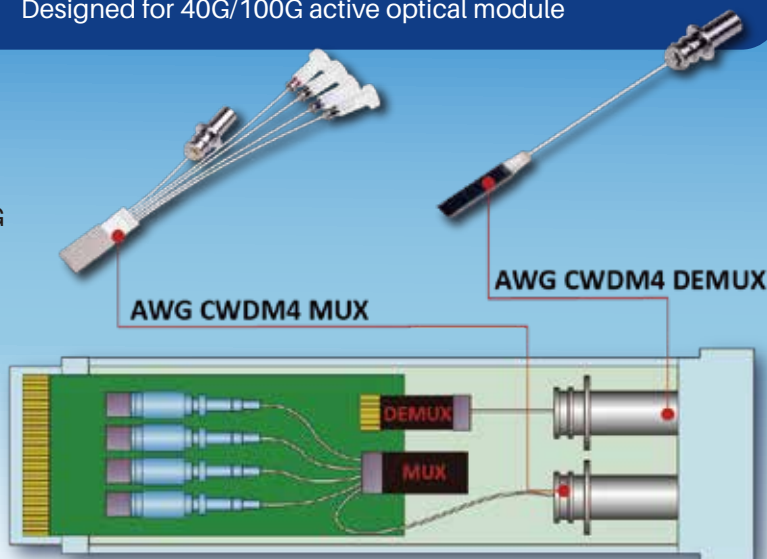 Designed for 40G/100G active optical module
G
AWG CWDM4 DEMUX
AWG CWDM4 MUX
DEMUX
MUX